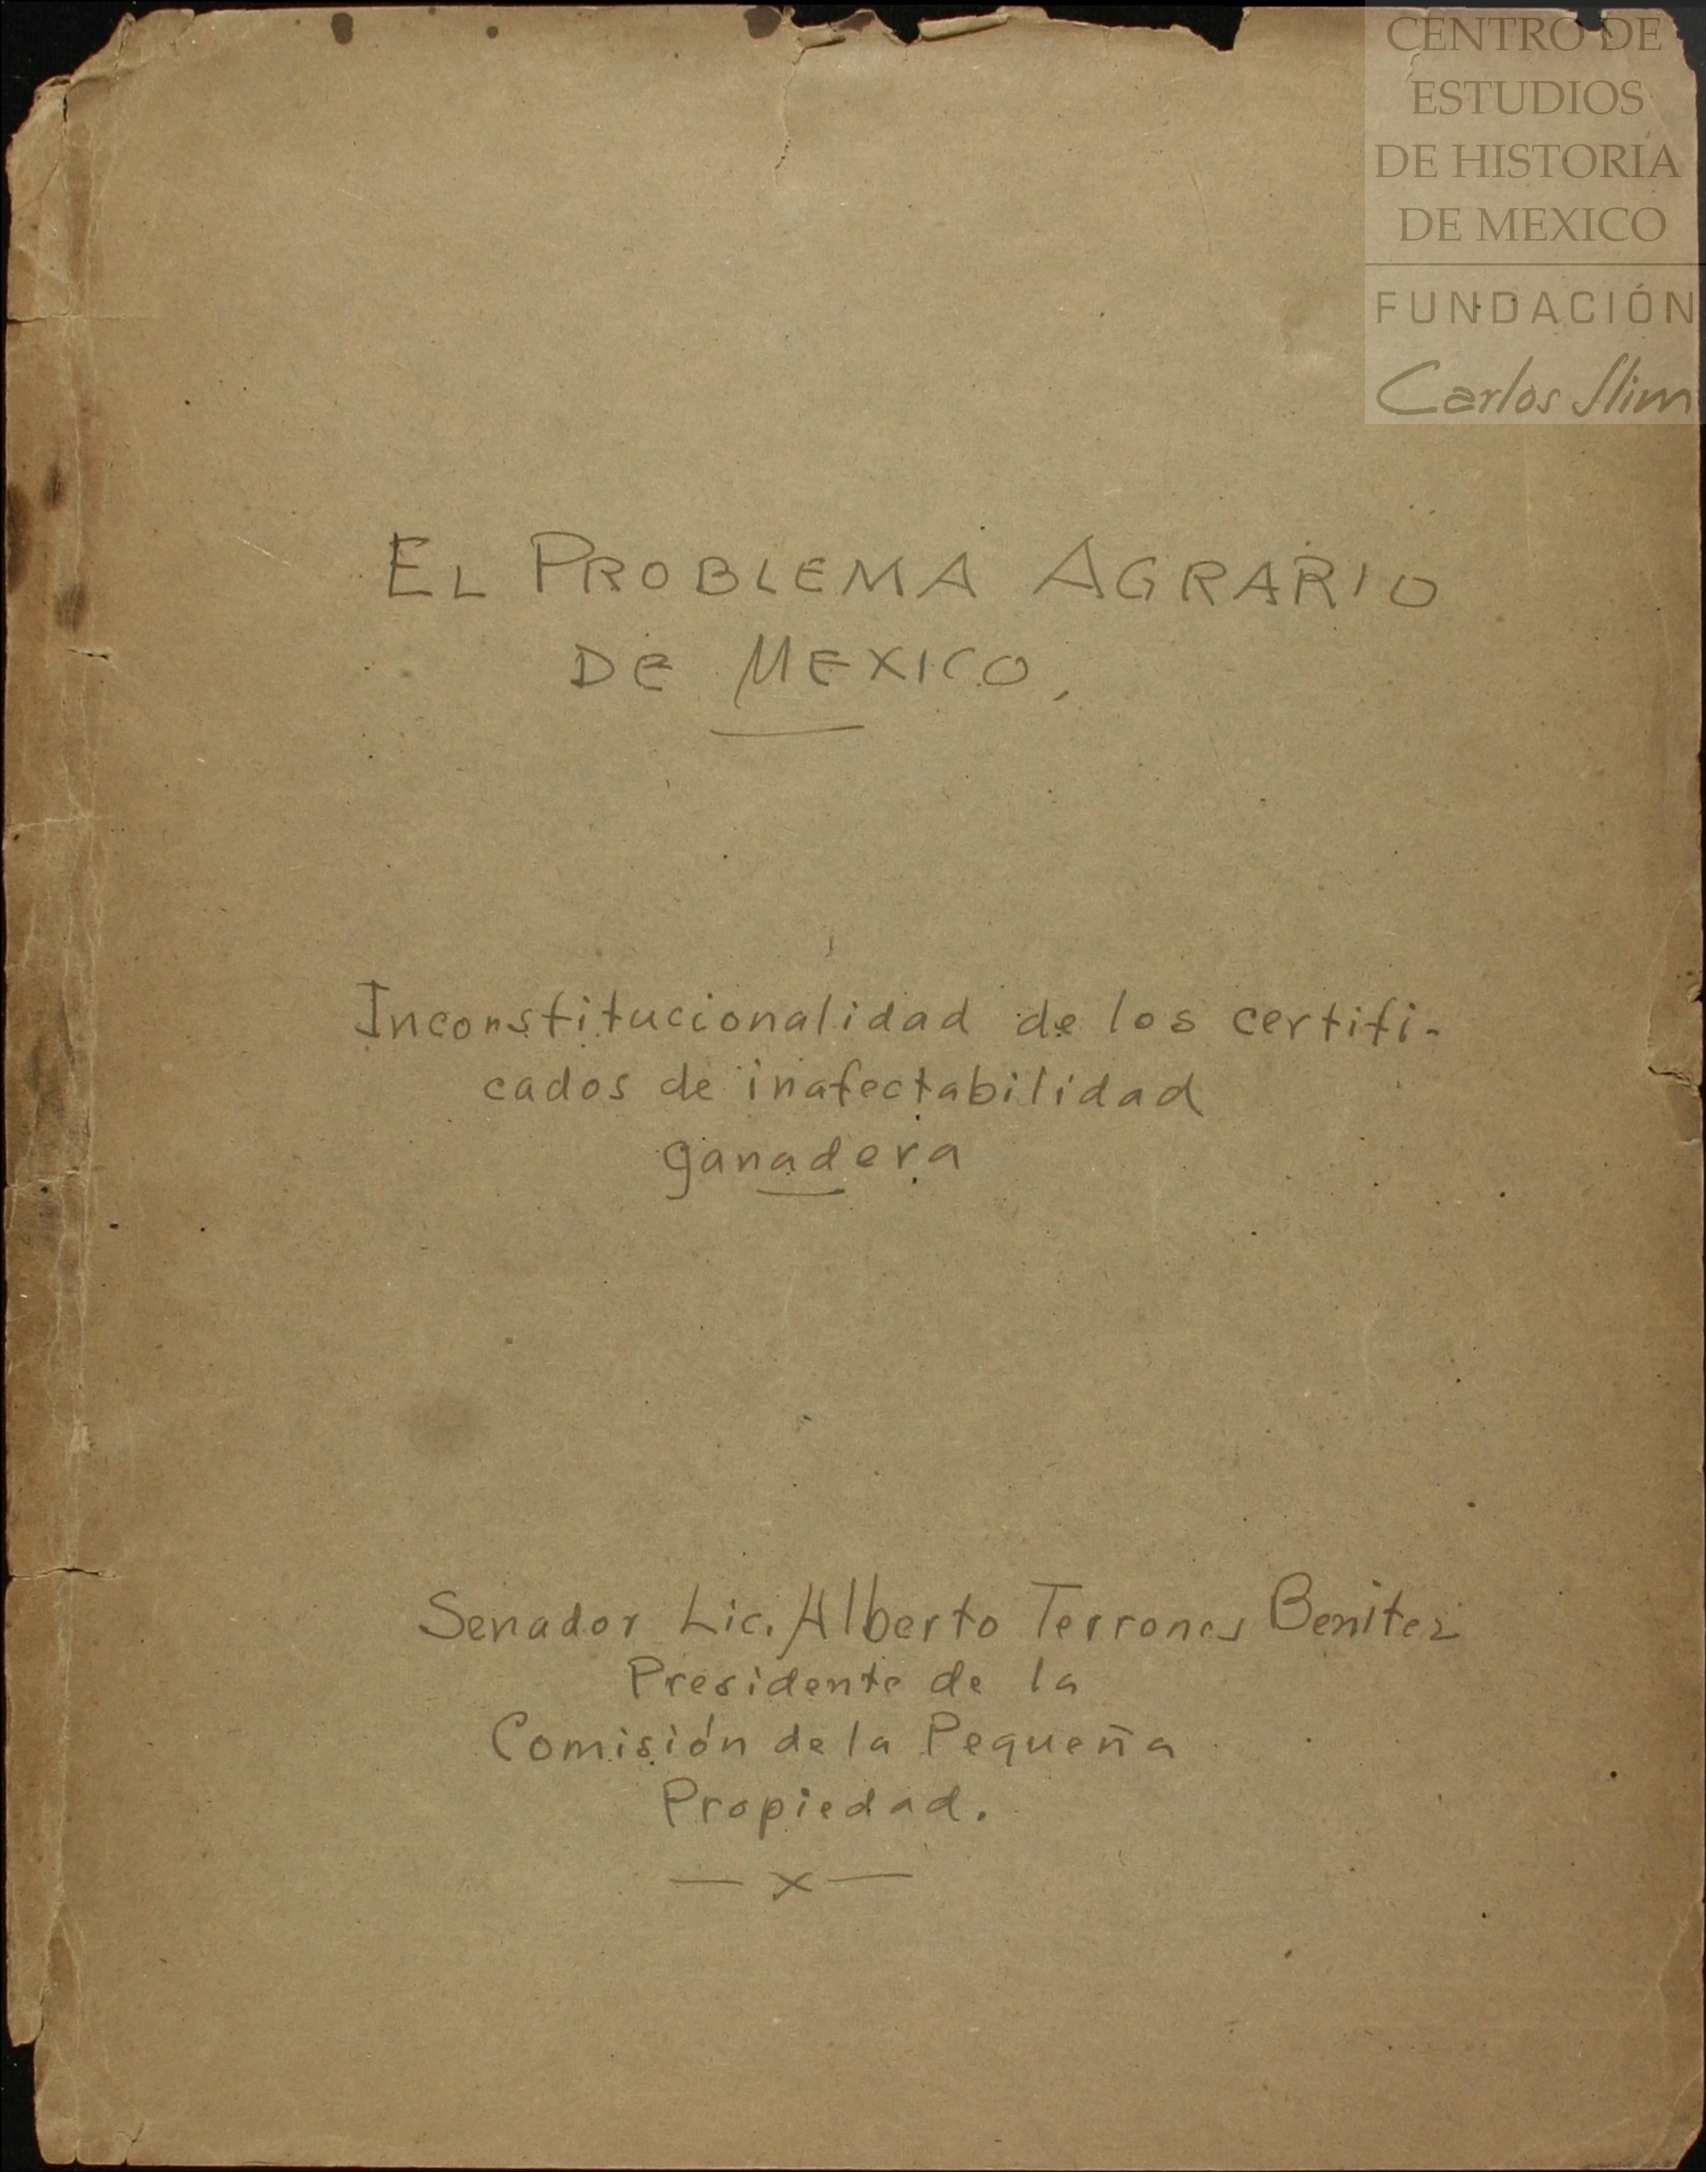 CENTRO DE
ESTUDIOS
DE HISTORIA
DE MEXICO
FUNDACIÓN
Carlos Slim
EL PROBLEMA AGRARIO
DE MEXICO.
Inconstitucionalidad de los certifi-
cados de inafectabilidad
ganadera
Senador Lic. Alberto Terrones Benitez
Presidente de la
Comisión de la Pequeña
Propiedad.
— x —